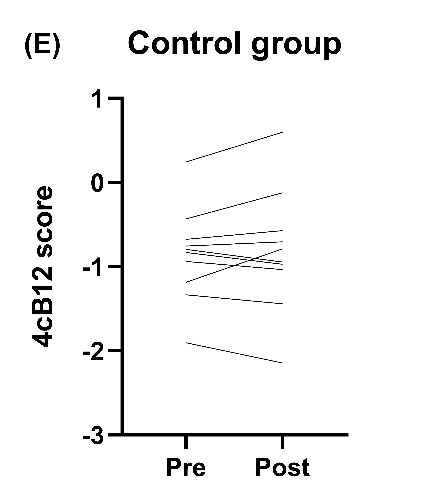 (E) Control group
1
0
-1
-2
-3
4cB12 score
Pre Post